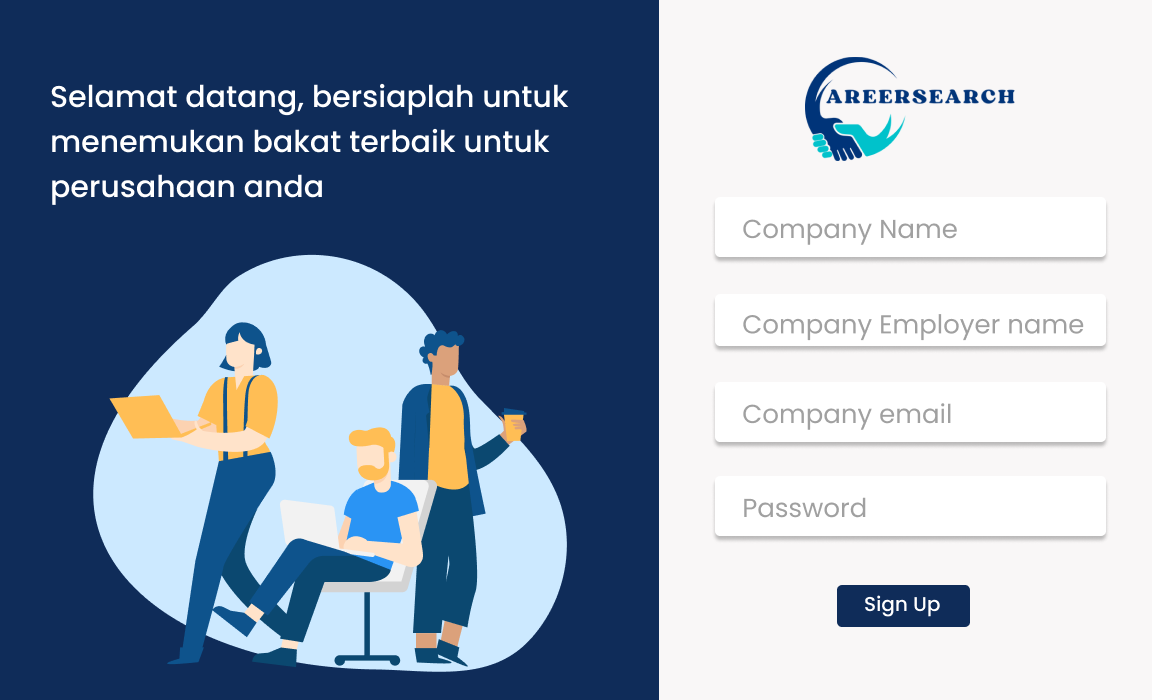 Selamat datang, bersiaplah untuk
menemukan bakat terbaik untuk
perusahaan anda
AREERSEARCH
Company Name
Company Employer name
Company email
Password
Sign Up